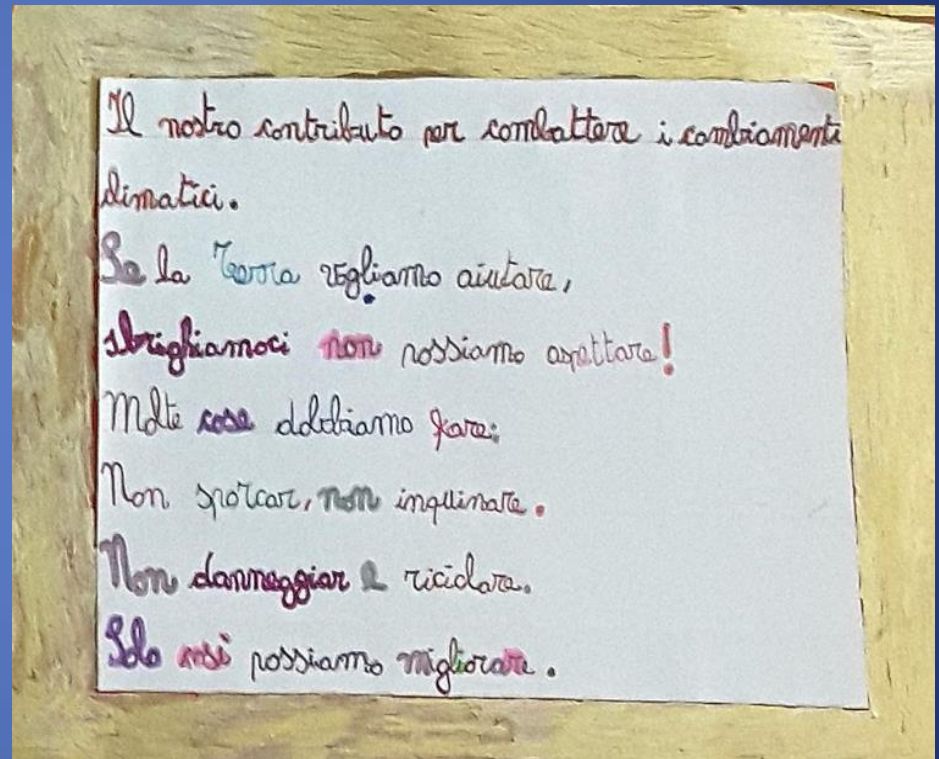 Il nostro contributo per combattere i cambiamenti
climatici.
Se la Terra vogliamo aiutare,
sbrighiamoci non possiamo aspettare!
Molte cose dobbiamo fare:
Non sporcar, non inquinare.
Non danneggiar e riciclare.
Solo così possiamo migliorare.